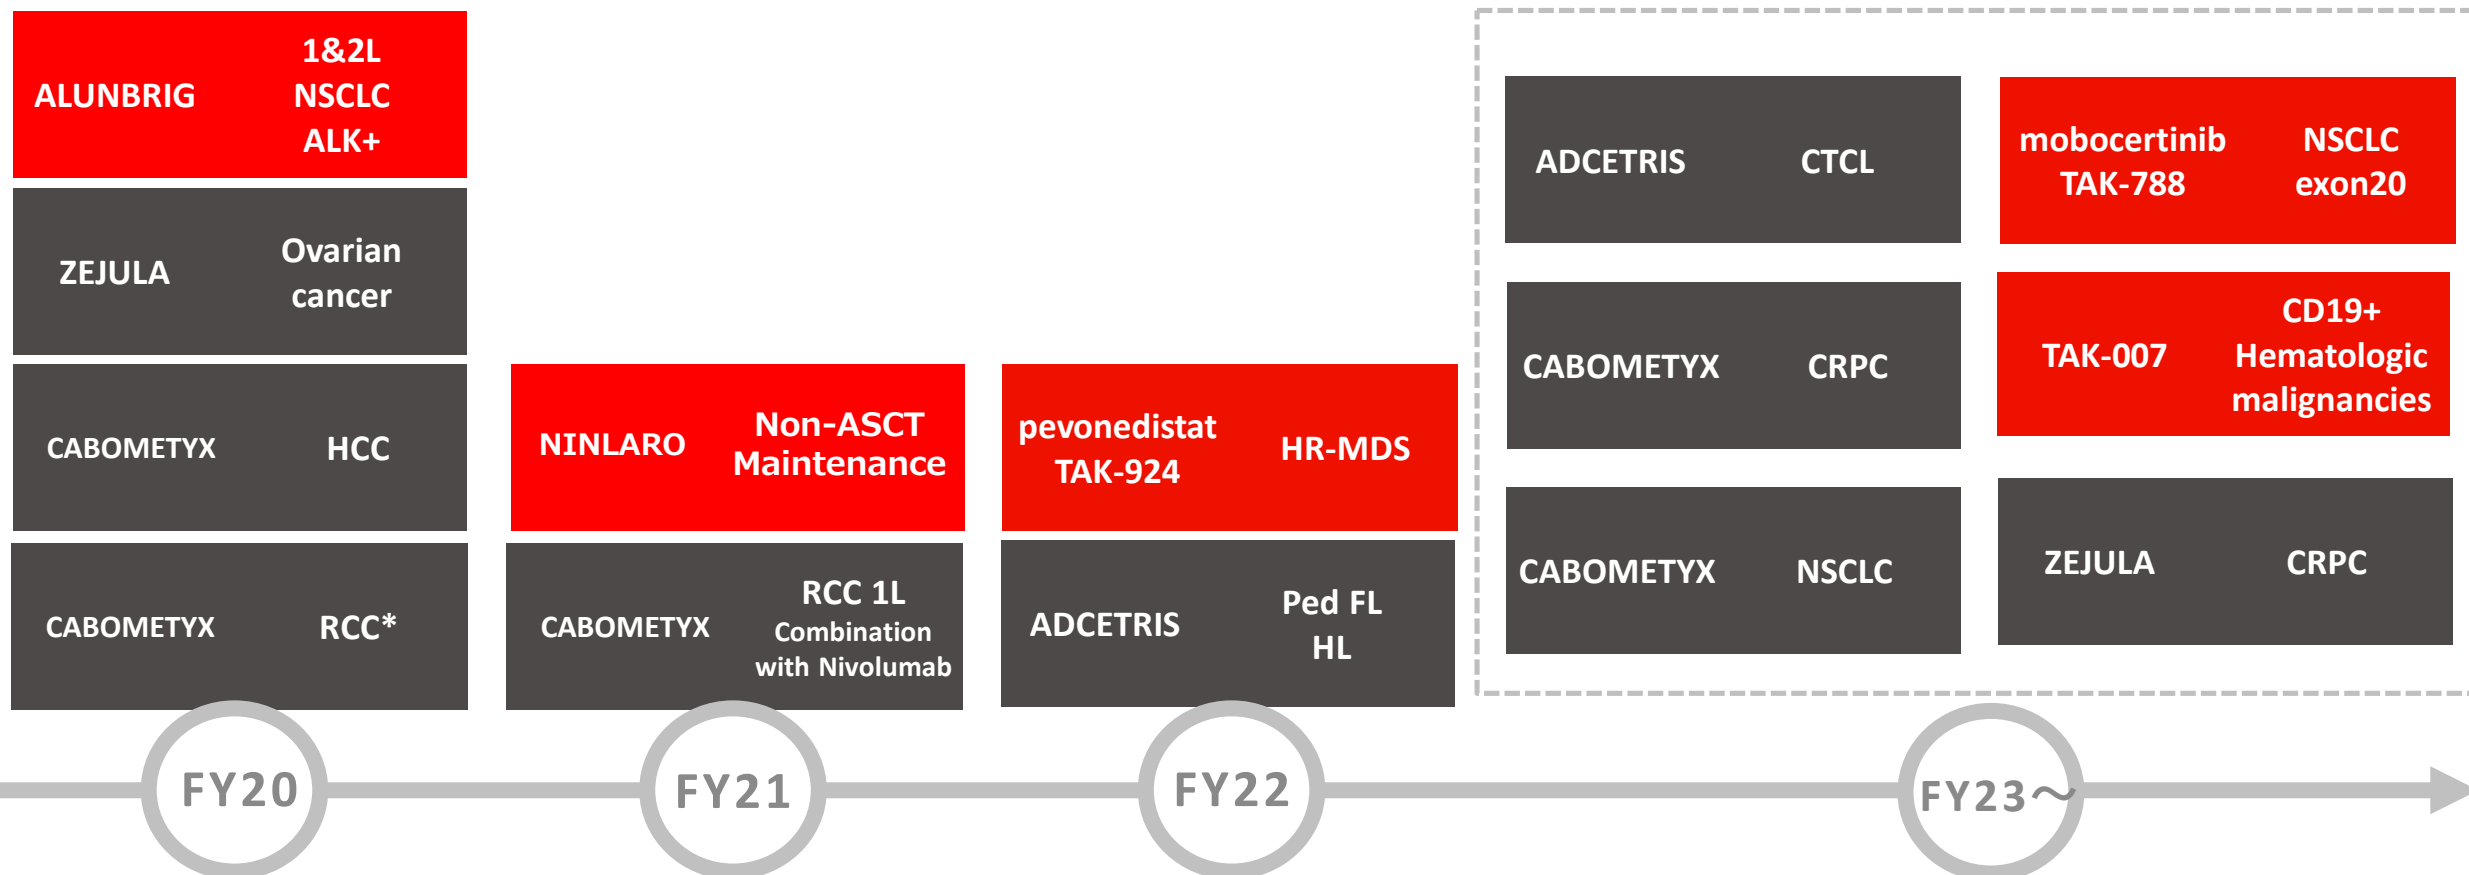 ALUNBRIG
1&2L
NSCLC
ALK+
ZEJULA
Ovarian
cancer
CABOMETYX
HCC
CABOMETYX
RCC*
NINLARO
Non-ASCT
Maintenance
CABOMETYX
RCC 1L
Combination
with Nivolumab
pevonedistat
TAK-924
HR-MDS
ADCETRIS
Ped FL
HL
ADCETRIS
CTCL
CABOMETYX
CRPC
CABOMETYX
NSCLC
mobocertinib
TAK-788
NSCLC
exon20
TAK-007
CD19+
Hematologic
malignancies
ZEJULA
CRPC
FY20
FY21
FY22
FY23～